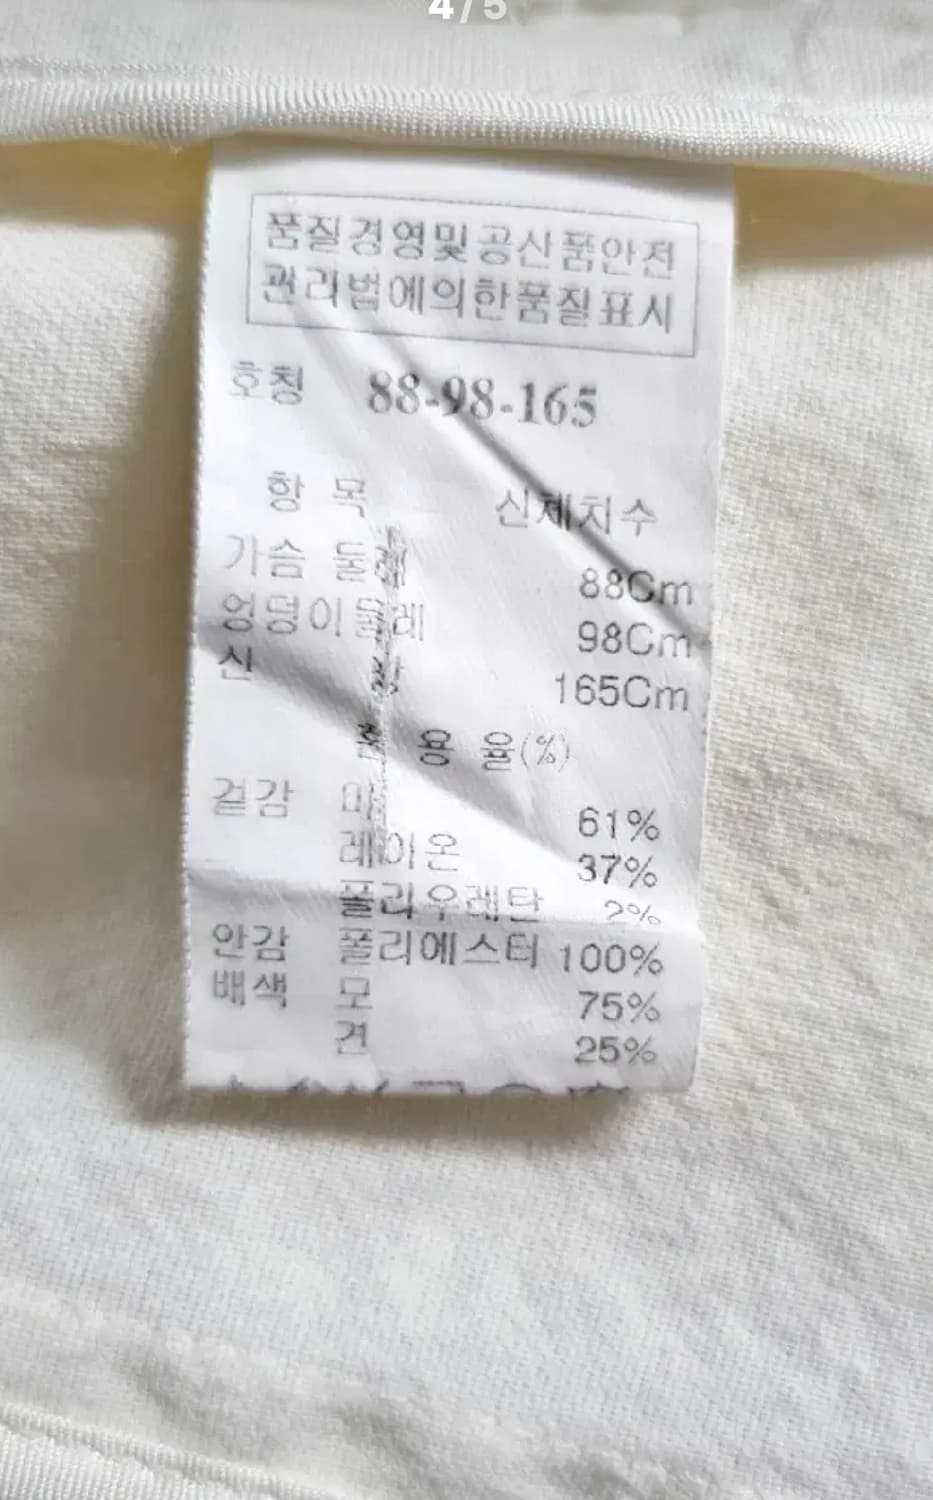 4/5
품질경영및공산품안전
관리법에의한품질표시
호칭 88-98-165
항 목 신체치수
가슴 둘레 88Cm
엉덩이둘레 98Cm
신 장 165Cm
혼 용 율(%)
겉감 마 61%
레이온 37%
폴리우레탄 2%
안감 폴리에스터 100%
배색 모 75%
견 25%